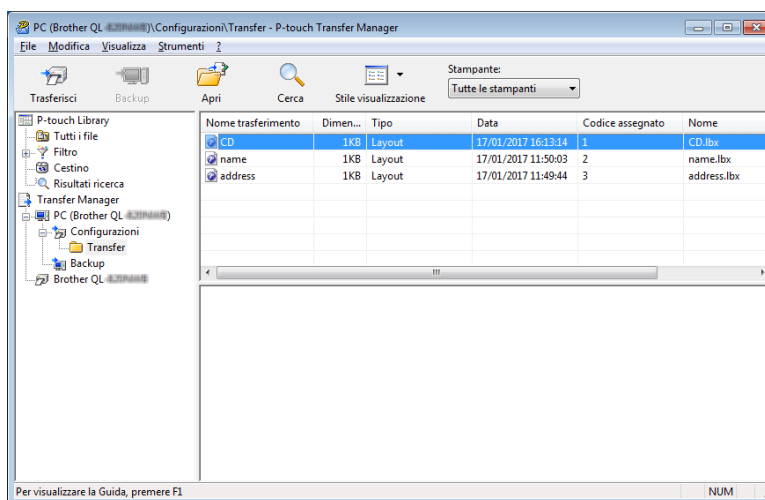 PC (Brother QL- )\Configurazioni\Transfer - P-touch Transfer Manager
File Modifica Visualizza Strumenti ?
Trasferisci Backup Apri Cerca Stile visualizzazione
Stampante:
Tutte le stampanti
P-touch Library
Tutti i file
Filtro
Cestino
Risultati ricerca
Transfer Manager
PC (Brother QL- )
Configurazioni
Transfer
Backup
Brother QL-
Nome trasferimento Dimen... Tipo Data Codice assegnato Nome
CD 1KB Layout 17/01/2017 16:13:14 1 CD.lbx
name 1KB Layout 17/01/2017 11:50:03 2 name.lbx
address 1KB Layout 17/01/2017 11:49:44 3 address.lbx
Per visualizzare la Guida, premere F1 NUM